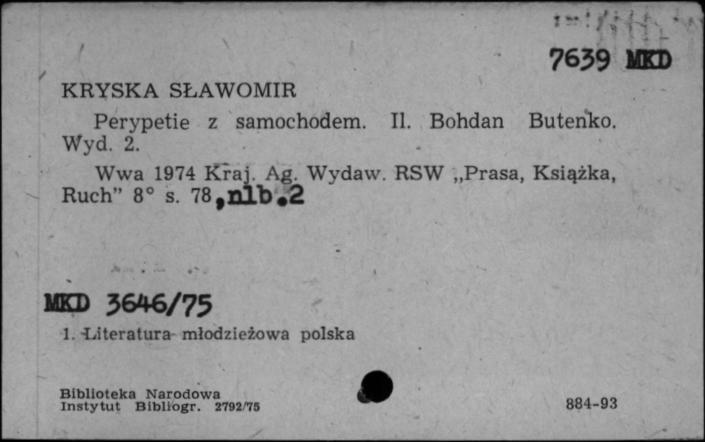 7639 MKD
KRYSKA SŁAWOMIR
Perypetie z samochodem. Il. Bohdan Butenko.
Wyd. 2.
Wwa 1974 Kraj. Ag. Wydaw. RSW „Prasa, Książka,
Ruch” 8° s. 78, nlb.2
MKD 3646/75
1. Literatura młodzieżowa polska
Biblioteka Narodowa
Instytut Bibliogr. 2792/75
884-93